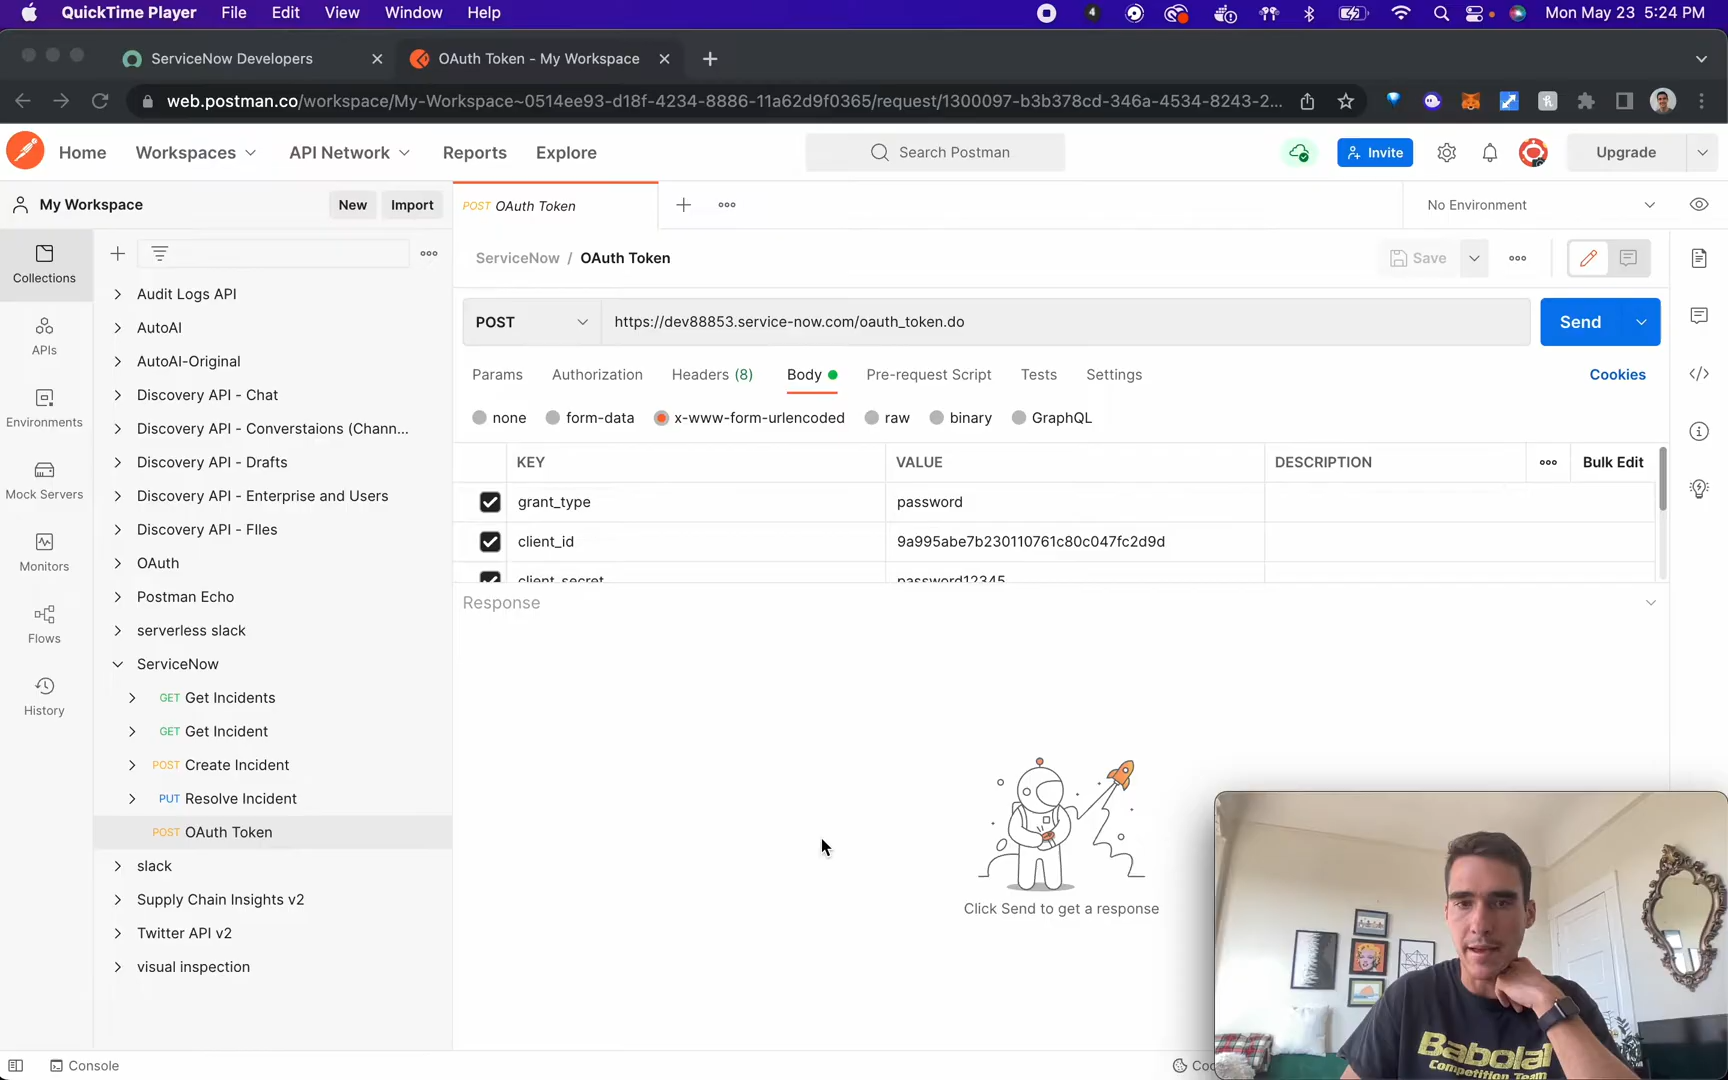 QuickTime Player File Edit View Window Help 4 Mon May 23 5:24 PM
ServiceNow Developers OAuth Token - My Workspace
web.postman.co/workspace/My-Workspace~0514ee93-d18f-4234-8886-11a62d9f0365/request/1300097-b3b378cd-346a-4534-8243-2...
Home Workspaces API Network Reports Explore Search Postman Invite Upgrade
My Workspace New Import POST OAuth Token No Environment
Collections
APIs
Environments
Mock Servers
Monitors
Flows
History
Audit Logs API
AutoAI
AutoAI-Original
Discovery API - Chat
Discovery API - Converstaions (Chann...
Discovery API - Drafts
Discovery API - Enterprise and Users
Discovery API - FIles
OAuth
Postman Echo
serverless slack
ServiceNow
GET Get Incidents
GET Get Incident
POST Create Incident
PUT Resolve Incident
POST OAuth Token
slack
Supply Chain Insights v2
Twitter API v2
visual inspection
ServiceNow / OAuth Token Save
POST https://dev88853.service-now.com/oauth_token.do Send
Params Authorization Headers (8) Body Pre-request Script Tests Settings Cookies
none form-data x-www-form-urlencoded raw binary GraphQL
KEY VALUE DESCRIPTION Bulk Edit
grant_type password
client_id 9a995abe7b230110761c80c047fc2d9d
client_secret password12345
Response
Click Send to get a response
Babolat
Competition Team
Console Coo